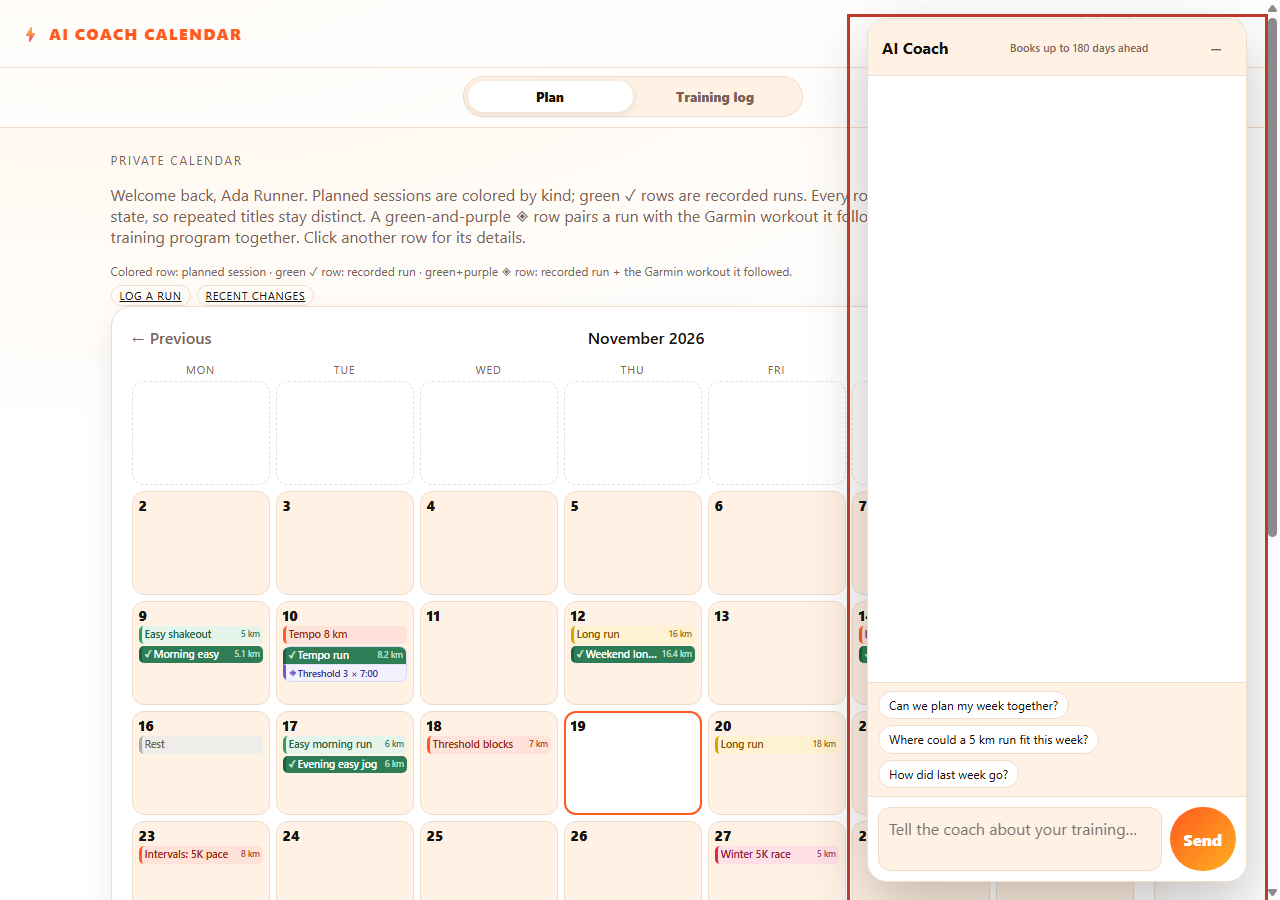 AI COACH CALENDAR
Plan
Training log
PRIVATE CALENDAR
Welcome back, Ada Runner. Planned sessions are colored by kind; green ✓ rows are recorded runs. Every
state, so repeated titles stay distinct. A green-and-purple ◈ row pairs a run with the Garmin workout it
training program together. Click another row for its details.
Colored row: planned session · green ✓ row: recorded run · green+purple ◈ row: recorded run + the Garmin workout it followed.
LOG A RUN
RECENT CHANGES
← Previous
November 2026
MON TUE WED THU FRI
2 3 4 5 6 7
9
Easy shakeout 5 km
✓ Morning easy 5.1 km
10
Tempo 8 km
✓ Tempo run 8.2 km
◈ Threshold 3 × 7:00
11
12
Long run 16 km
✓ Weekend lon... 16.4 km
13
16
Rest
17
Easy morning run 6 km
✓ Evening easy jog 6 km
18
Threshold blocks 7 km
19
20
Long run 18 km
23
Intervals: 5K pace 8 km
24
25
26
27
Winter 5K race 5 km
AI Coach
Books up to 180 days ahead
–
Can we plan my week together?
Where could a 5 km run fit this week?
How did last week go?
Tell the coach about your training...
Send